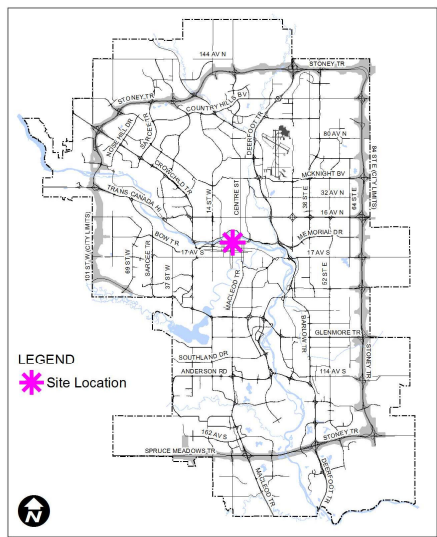 144 AV N
STONEY TR
STONEY TR
COUNTRY HILLS BV
NOSE HILL DR
SARCEE TR
DEERFOOT TR
80 AV N
CROWCHILD TR
MCKNIGHT BV
84 ST E (CITY LIMITS)
TRANS CANADA HI
14 ST W
CENTRE ST
36 ST E
32 AV N
68 ST E
16 AV N
101 ST W (CITY LIMITS)
BOW TR
MEMORIAL DR
17 AV S
17 AV S
69 ST W
SARCEE TR
37 ST W
MACLEOD TR
52 ST E
BARLOW TR
GLENMORE TR
LEGEND
Site Location
SOUTHLAND DR
ANDERSON RD
114 AV S
STONEY TR
162 AV S
STONEY TR
SPRUCE MEADOWS TR
MACLEOD TR
DEERFOOT TR
N